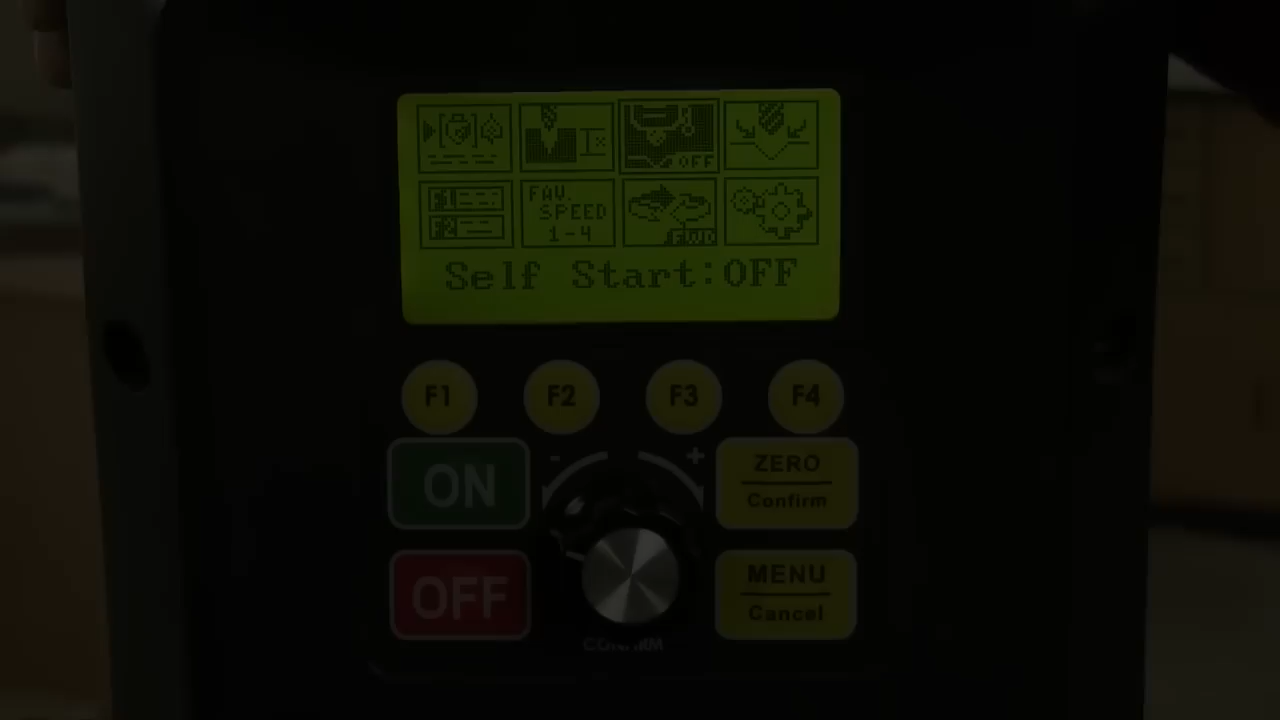 OFF
FAV.
SPEED
1-4
FWD
Self Start:OFF
F1 F2 F3 F4
ON
- +
ZERO
Confirm
OFF
MENU
Cancel
CONFIRM